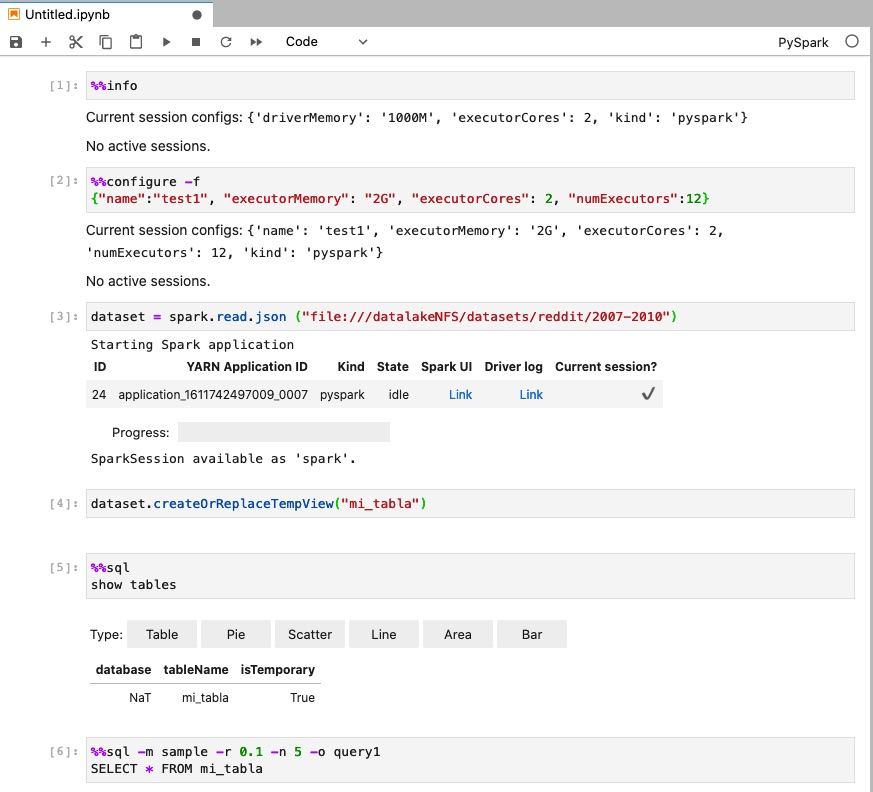 Untitled.ipynb
Code
PySpark
[1]: %%info
Current session configs: {'driverMemory': '1000M', 'executorCores': 2, 'kind': 'pyspark'}
No active sessions.
[2]: %%configure -f
{"name":"test1", "executorMemory": "2G", "executorCores": 2, "numExecutors":12}
Current session configs: {'name': 'test1', 'executorMemory': '2G', 'executorCores': 2,
'numExecutors': 12, 'kind': 'pyspark'}
No active sessions.
[3]: dataset = spark.read.json ("file:///datalakeNFS/datasets/reddit/2007-2010")
Starting Spark application
ID YARN Application ID Kind State Spark UI Driver log Current session?
24 application_1611742497009_0007 pyspark idle Link Link ✓
Progress:
SparkSession available as 'spark'.
[4]: dataset.createOrReplaceTempView("mi_tabla")
[5]: %%sql
show tables
Type: Table Pie Scatter Line Area Bar
database tableName isTemporary
NaT mi_tabla True
[6]: %%sql -m sample -r 0.1 -n 5 -o query1
SELECT * FROM mi_tabla